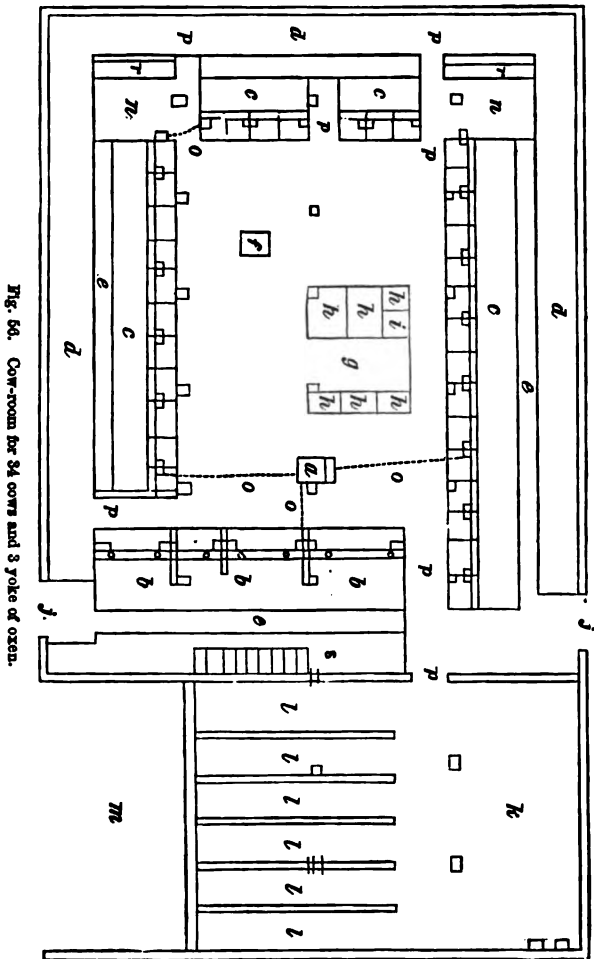 p d p
r r
n c c n
p p
o
d e c f h h h i c e d
g
h h h
a
o o o
p p
b b b
j e j
s
p
l
l
l k
m l
l
l
Fig. 56. Cow-room for 34 cows and 3 yoke of oxen.